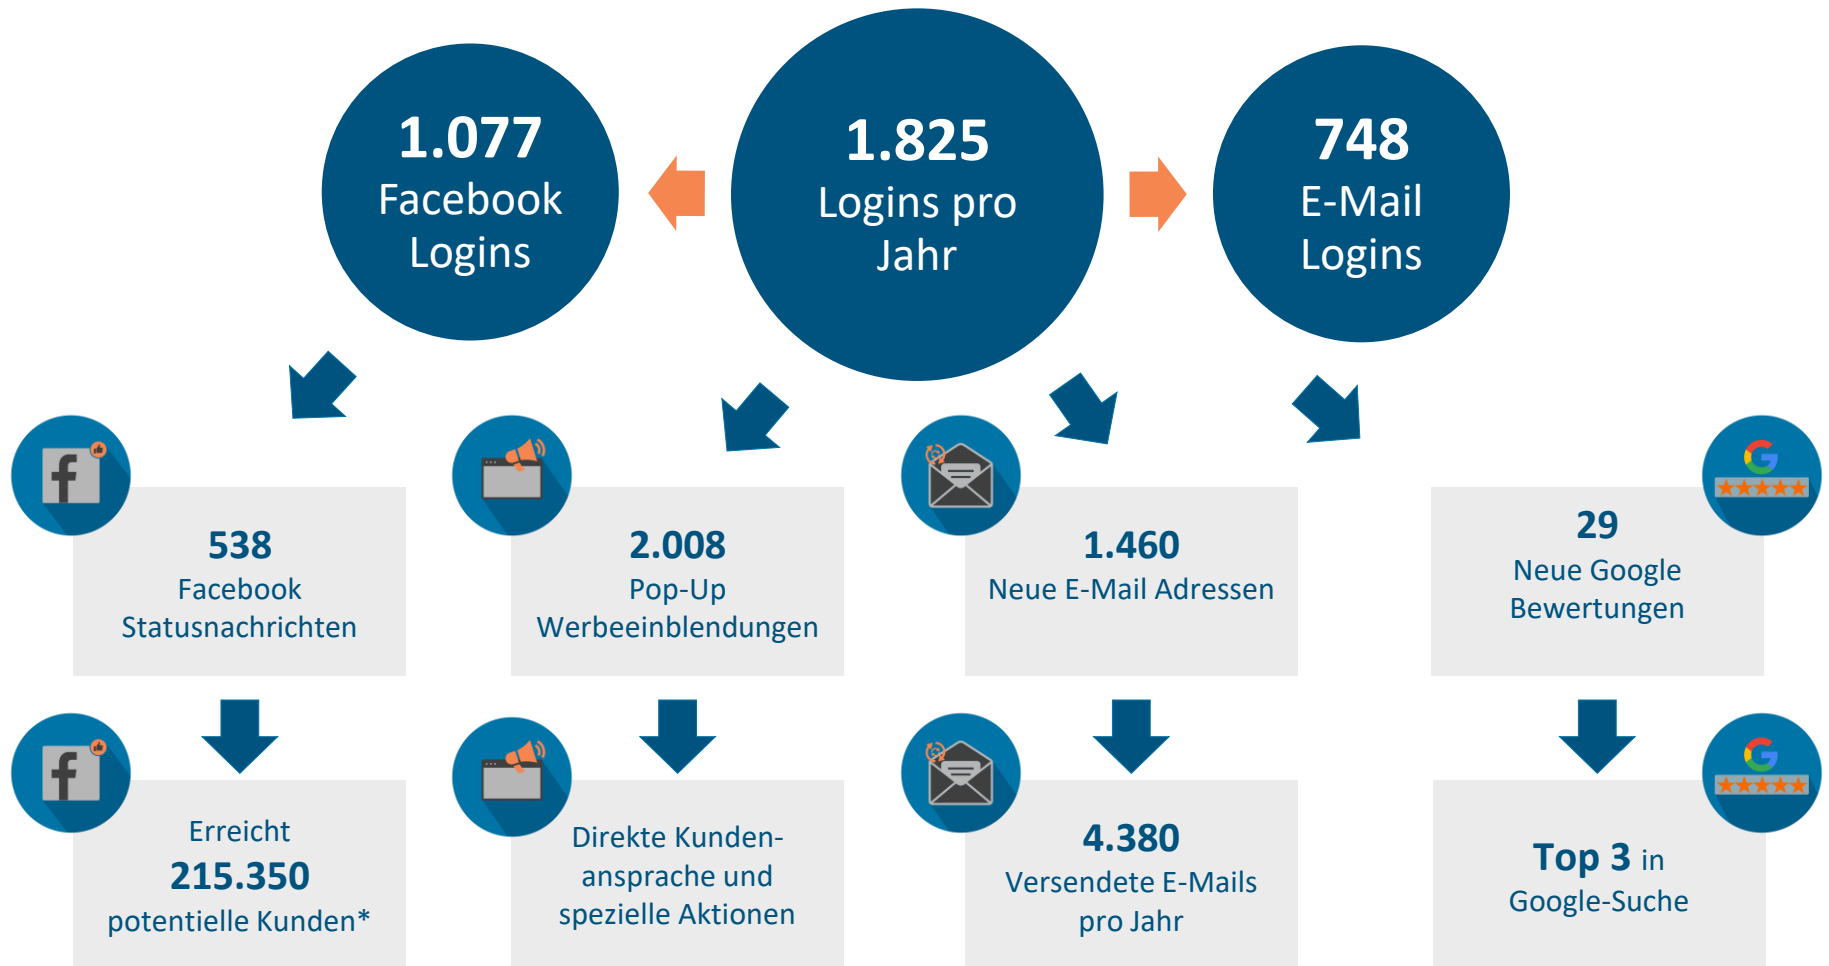 1.077
Facebook
Logins
1.825
Logins pro
Jahr
748
E-Mail
Logins
538
Facebook
Statusnachrichten
2.008
Pop-Up
Werbeeinblendungen
1.460
Neue E-Mail Adressen
29
Neue Google
Bewertungen
Erreicht
215.350
potentielle Kunden*
Direkte Kunden-
ansprache und
spezielle Aktionen
4.380
Versendete E-Mails
pro Jahr
Top 3 in
Google-Suche